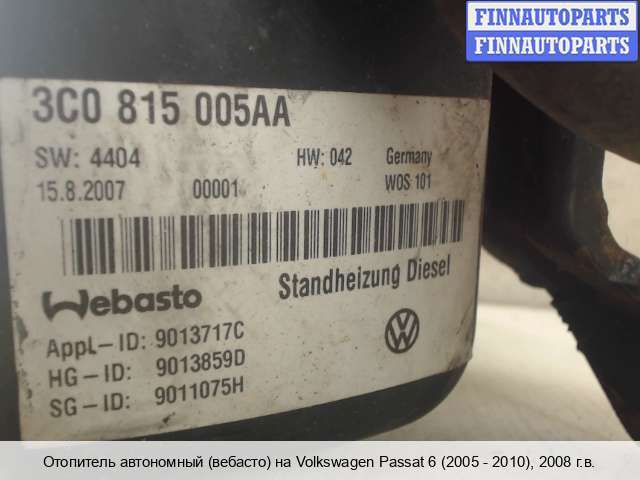 FINNAUTOPARTS
FINNAUTOPARTS
3C0 815 005AA
SW: 4404 HW: 042 Germany
15.8.2007 00001 WOS 101
Webasto Standheizung Diesel
Appl-ID: 9013717C
HG-ID: 9013859D
SG-ID: 9011075H
VW
Отопитель автономный (вебасто) на Volkswagen Passat 6 (2005 - 2010), 2008 г.в.